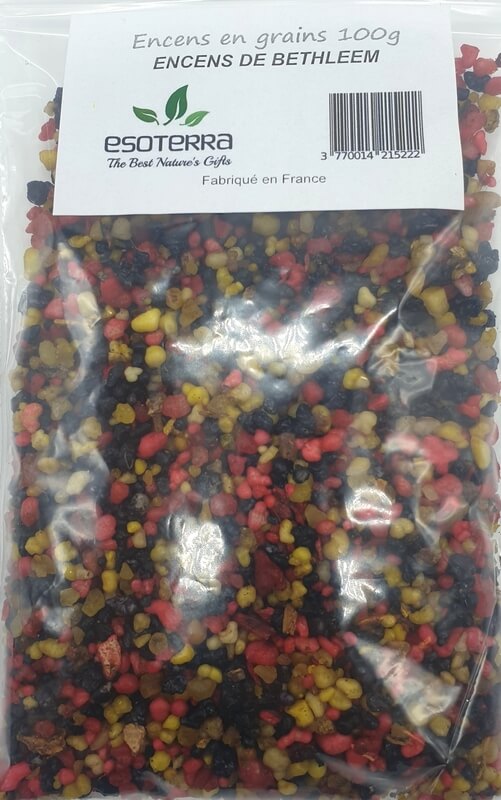 Encens en grains 100g
ENCENS DE BETHLEEM
esoterra
The Best Nature's Gifts
3 770014 215222
Fabriqué en France